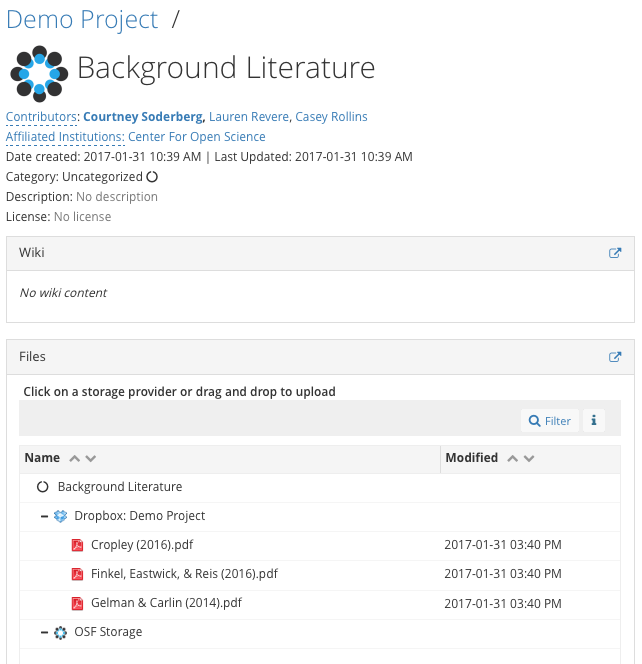 Demo Project /
Background Literature
Contributors: Courtney Soderberg, Lauren Revere, Casey Rollins
Affiliated Institutions: Center For Open Science
Date created: 2017-01-31 10:39 AM | Last Updated: 2017-01-31 10:39 AM
Category: Uncategorized
Description: No description
License: No license
Wiki
No wiki content
Files
Click on a storage provider or drag and drop to upload
Filter i
Name Modified
Background Literature
Dropbox: Demo Project
Cropley (2016).pdf 2017-01-31 03:40 PM
Finkel, Eastwick, & Reis (2016).pdf 2017-01-31 03:40 PM
Gelman & Carlin (2014).pdf 2017-01-31 03:40 PM
OSF Storage